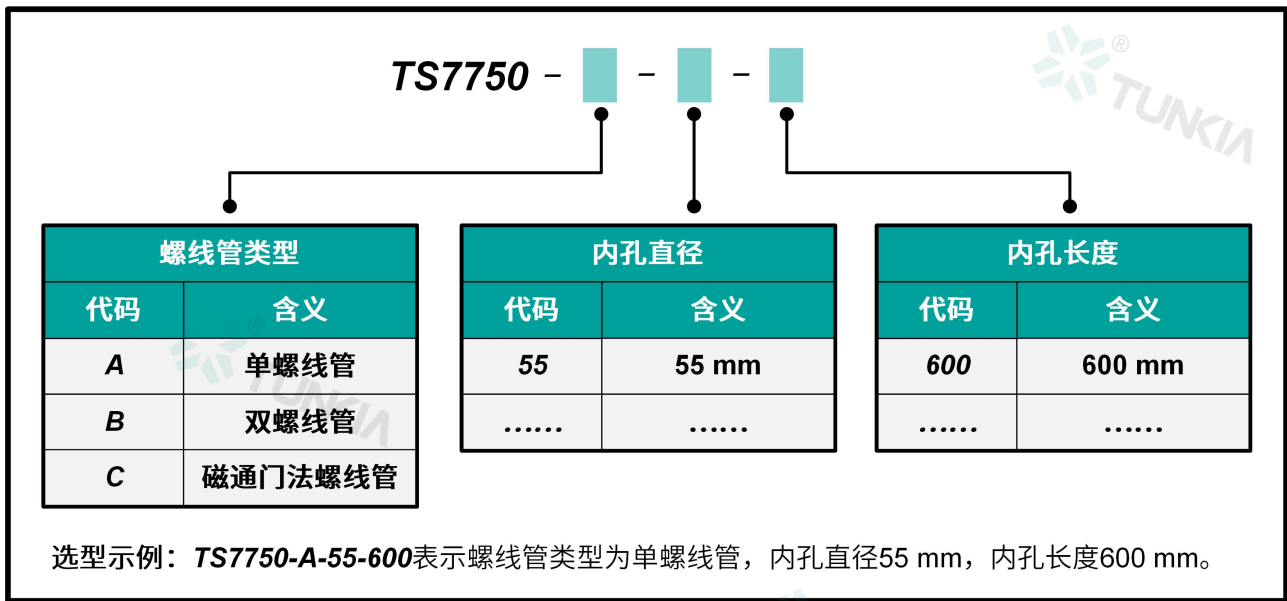 TS7750 -  -  -
® TUNKIA
螺线管类型
代码 含义
A 单螺线管
B 双螺线管
C 磁通门法螺线管
® TUNKIA
内孔直径
代码 含义
55 55 mm
…… ……
内孔长度
代码 含义
600 600 mm
…… ……
选型示例：TS7750-A-55-600表示螺线管类型为单螺线管，内孔直径55 mm，内孔长度600 mm。